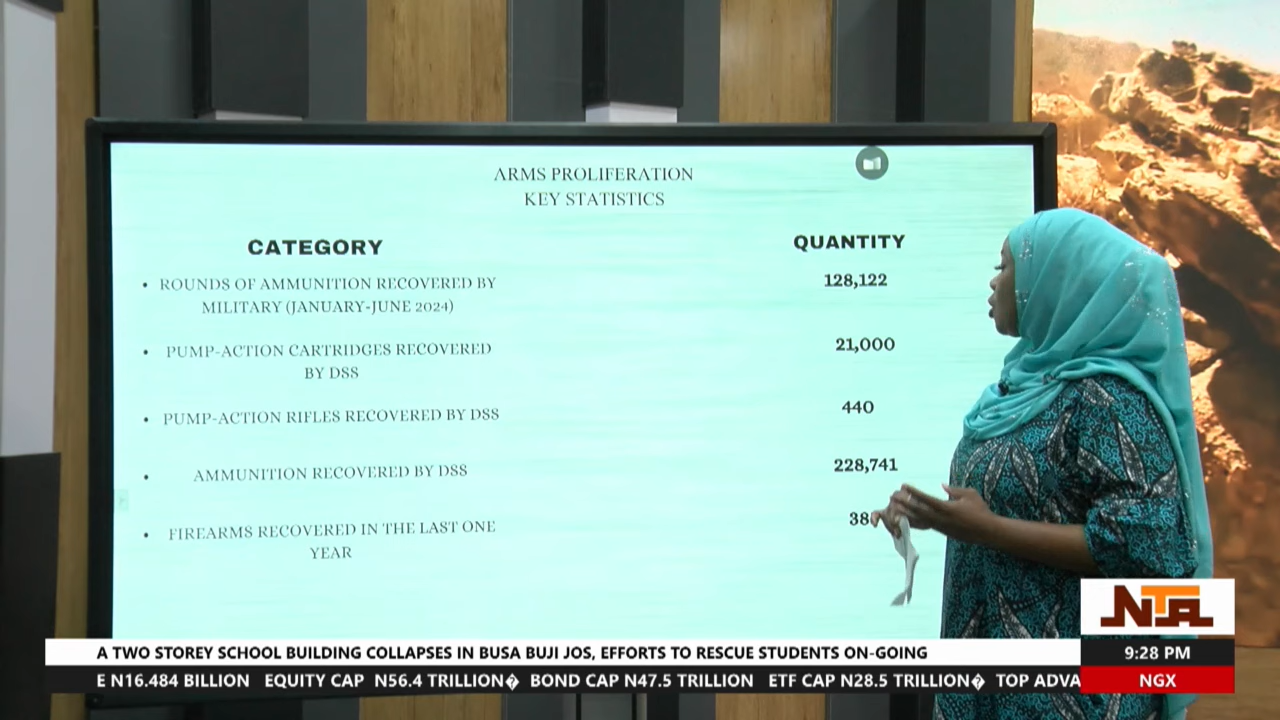 ARMS PROLIFERATION
KEY STATISTICS
CATEGORY
QUANTITY
• ROUNDS OF AMMUNITION RECOVERED BY
MILITARY (JANUARY-JUNE 2024)
128,122
• PUMP-ACTION CARTRIDGES RECOVERED
BY DSS
21,000
• PUMP-ACTION RIFLES RECOVERED BY DSS
440
• AMMUNITION RECOVERED BY DSS
228,741
• FIREARMS RECOVERED IN THE LAST ONE
YEAR
NTA
A TWO STOREY SCHOOL BUILDING COLLAPSES IN BUSA BUJI JOS, EFFORTS TO RESCUE STUDENTS ON-GOING
9:28 PM
E N16.484 BILLION EQUITY CAP N56.4 TRILLION� BOND CAP N47.5 TRILLION ETF CAP N28.5 TRILLION� TOP ADVA
NGX